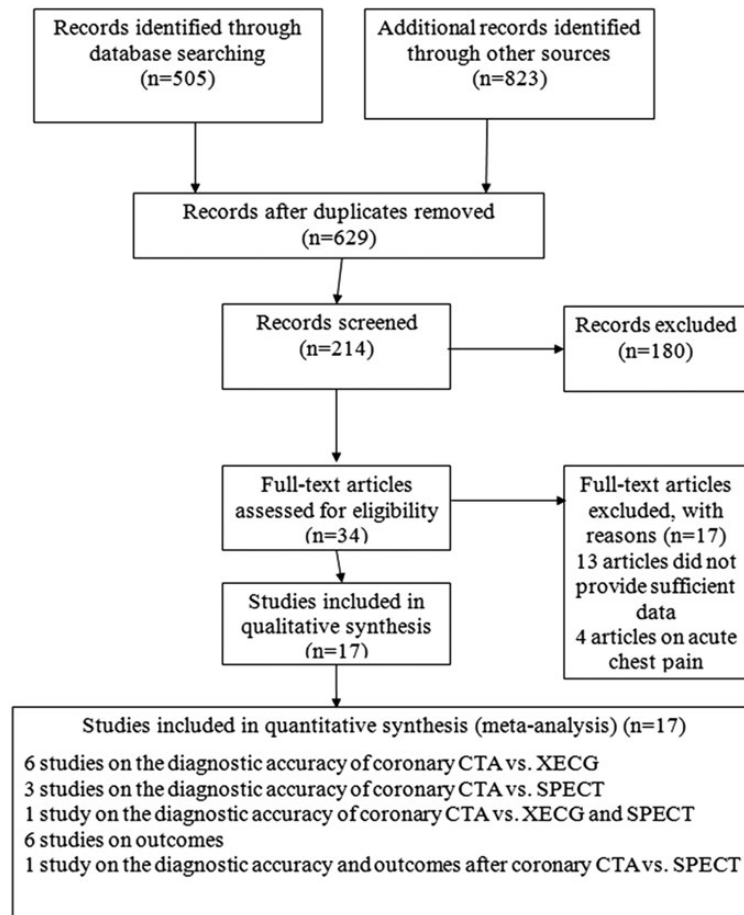 Records identified through
database searching
(n=505)
Additional records identified
through other sources
(n=823)
Records after duplicates removed
(n=629)
Records screened
(n=214)
Records excluded
(n=180)
Full-text articles
assessed for eligibility
(n=34)
Full-text articles
excluded, with
reasons (n=17)
13 articles did not
provide sufficient
data
4 articles on acute
chest pain
Studies included in
qualitative synthesis
(n=17)
Studies included in quantitative synthesis (meta-analysis) (n=17)
6 studies on the diagnostic accuracy of coronary CTA vs. XECG
3 studies on the diagnostic accuracy of coronary CTA vs. SPECT
1 study on the diagnostic accuracy of coronary CTA vs. XECG and SPECT
6 studies on outcomes
1 study on the diagnostic accuracy and outcomes after coronary CTA vs. SPECT